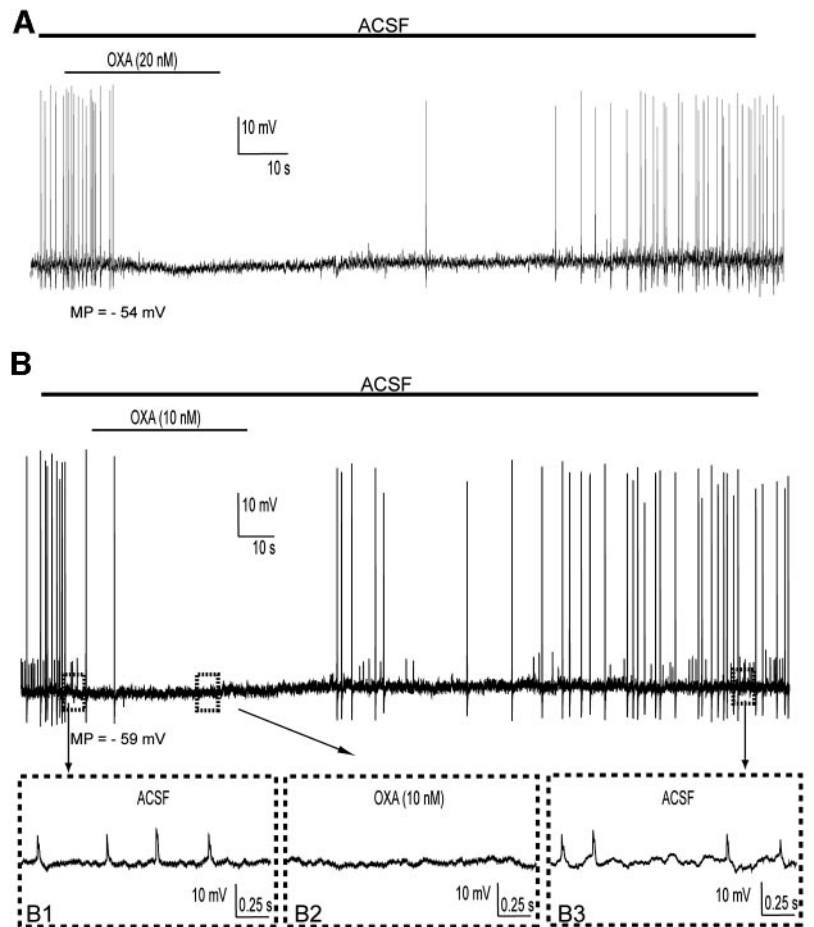 A
ACSF
OXA (20 nM)
10 mV
10 s
MP = - 54 mV
B
ACSF
OXA (10 nM)
10 mV
10 s
MP = - 59 mV
ACSF
10 mV
0.25 s
B1
OXA (10 nM)
10 mV
0.25 s
B2
ACSF
10 mV
0.25 s
B3